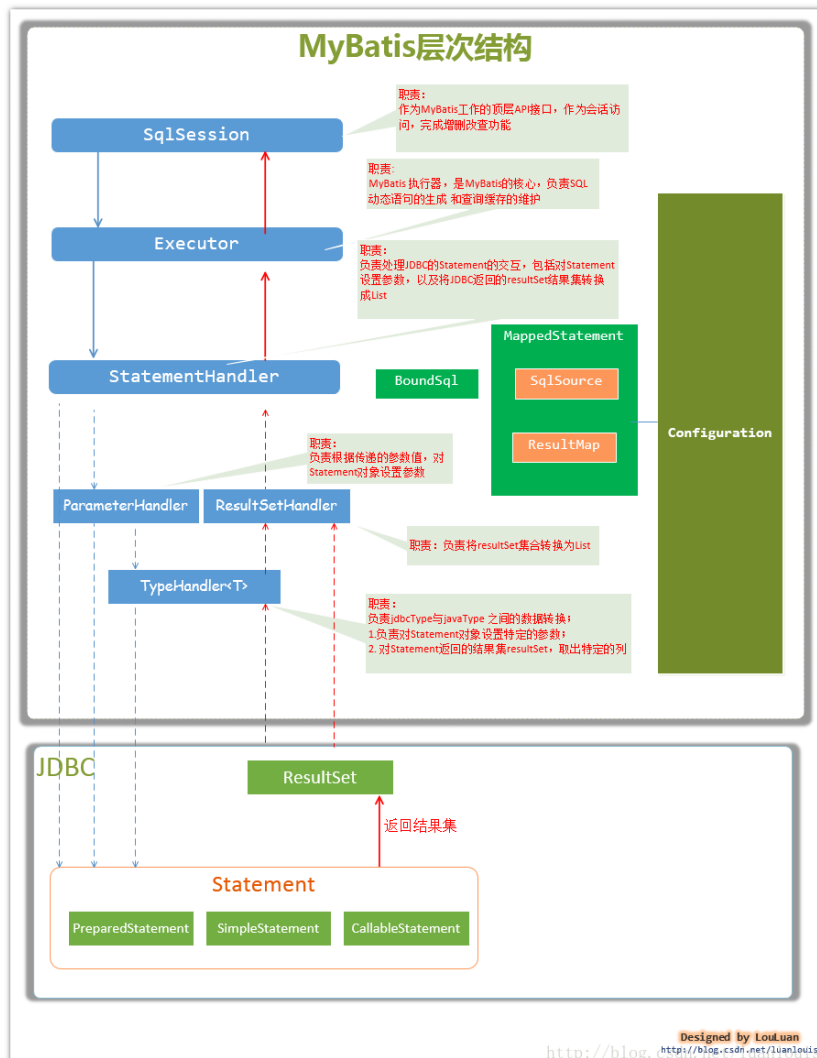 MyBatis层次结构
职责：
作为MyBatis工作的顶层API接口，作为会话访
问，完成增删改查功能
SqlSession
职责：
MyBatis 执行器，是MyBatis的核心，负责SQL
动态语句的生成 和查询缓存的维护
Executor
职责：
负责处理JDBC的Statement的交互，包括对Statement
设置参数，以及将JDBC返回的resultSet结果集转换
成List
StatementHandler
BoundSql
MappedStatement
SqlSource
ResultMap
Configuration
职责：
负责根据传递的参数值，对
Statement对象设置参数
ParameterHandler
ResultSetHandler
职责：负责将resultSet集合转换为List
TypeHandler<T>
职责：
负责jdbcType与javaType 之间的数据转换；
1.负责对Statement对象设置特定的参数；
2. 对Statement返回的结果集resultSet，取出特定的列
JDBC
ResultSet
返回结果集
Statement
PreparedStatement
SimpleStatement
CallableStatement
Designed by LouLuan
http://blog.csdn.net/luanlouis
http://blog.csdn.net/luanlouis